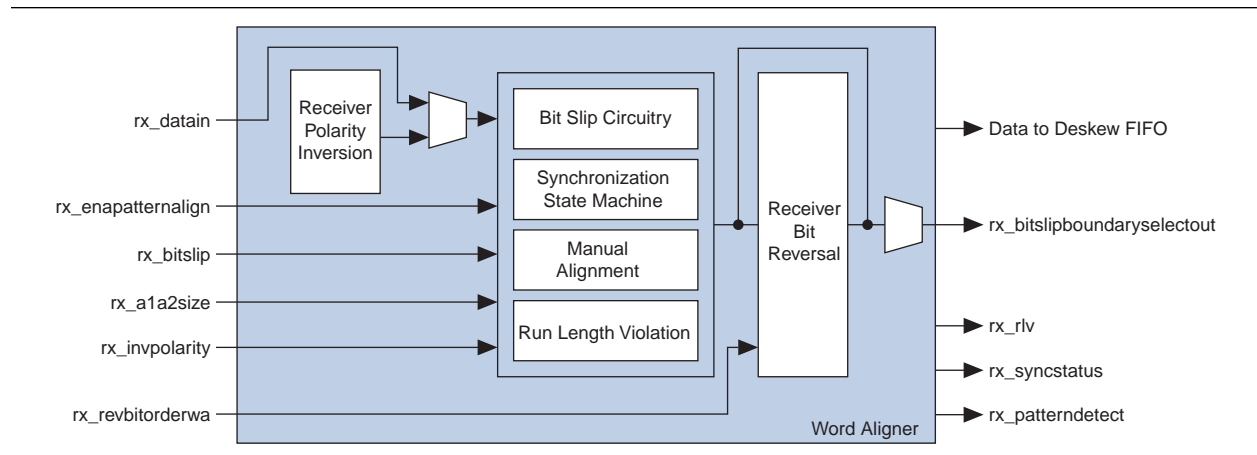 rx_datain
rx_enapatternalign
rx_bitslip
rx_a1a2size
rx_invpolarity
rx_revbitorderwa
Receiver
Polarity
Inversion
Bit Slip Circuitry
Synchronization
State Machine
Manual
Alignment
Run Length Violation
Receiver
Bit
Reversal
Word Aligner
Data to Deskew FIFO
rx_bitslipboundaryselectout
rx_rlv
rx_syncstatus
rx_patterndetect